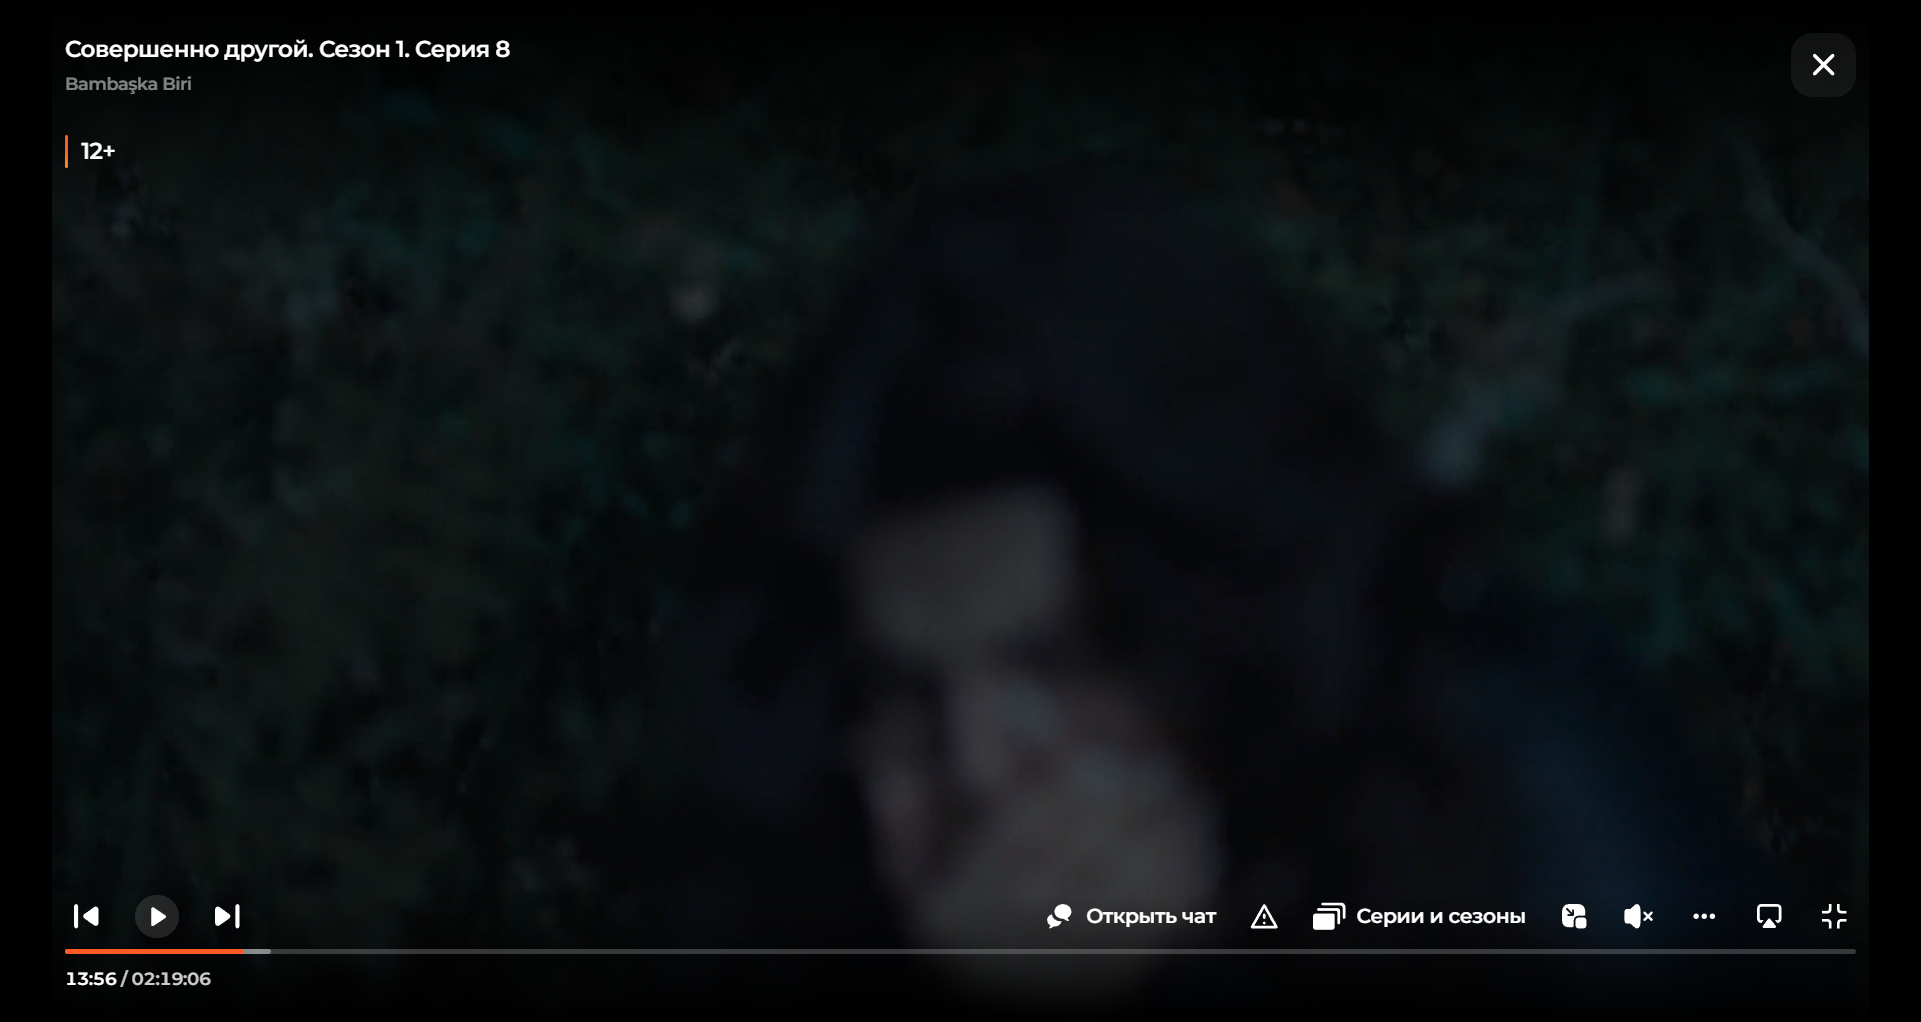 Совершенно другой. Сезон 1. Серия 8
Bambaşka Biri
12+
Открыть чат
Серии и сезоны
13:56 / 02:19:06